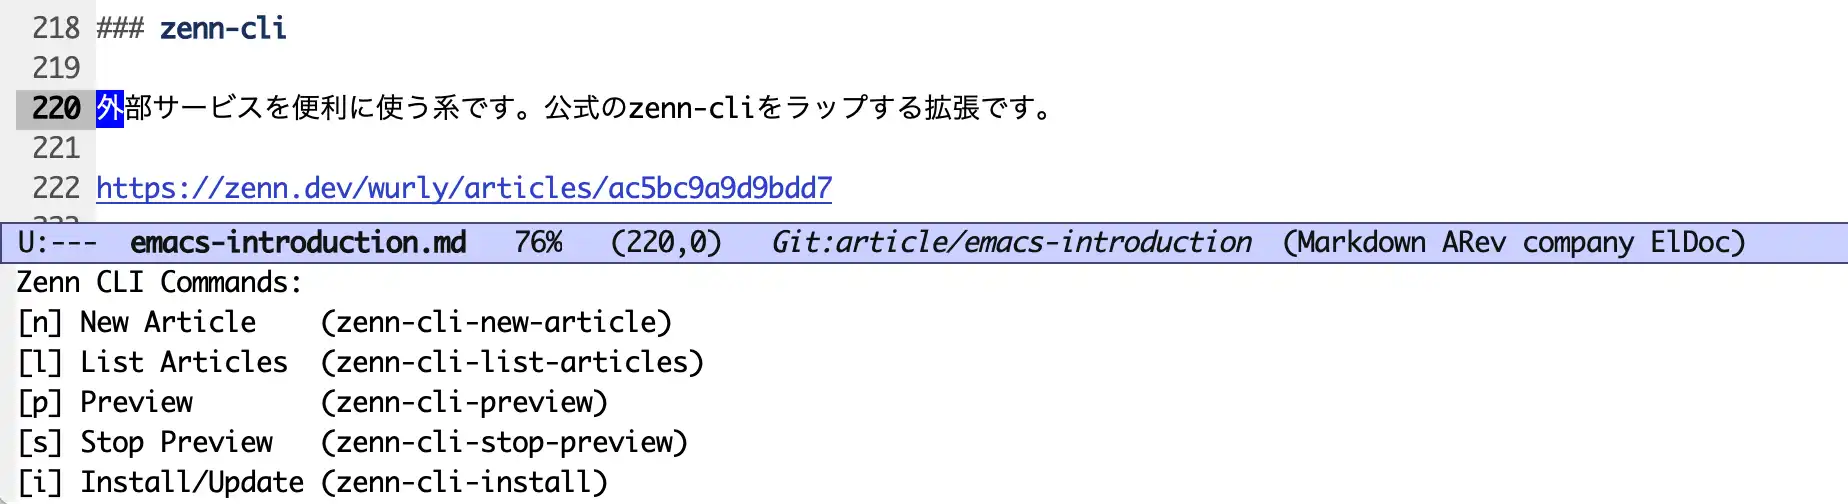 218 ### zenn-cli
219
220 外部サービスを便利に使う系です。公式のzenn-cliをラップする拡張です。
221
222 https://zenn.dev/wurly/articles/ac5bc9a9d9bdd7
U:--- emacs-introduction.md 76% (220,0) Git:article/emacs-introduction (Markdown ARev company ElDoc)
Zenn CLI Commands:
[n] New Article (zenn-cli-new-article)
[l] List Articles (zenn-cli-list-articles)
[p] Preview (zenn-cli-preview)
[s] Stop Preview (zenn-cli-stop-preview)
[i] Install/Update (zenn-cli-install)